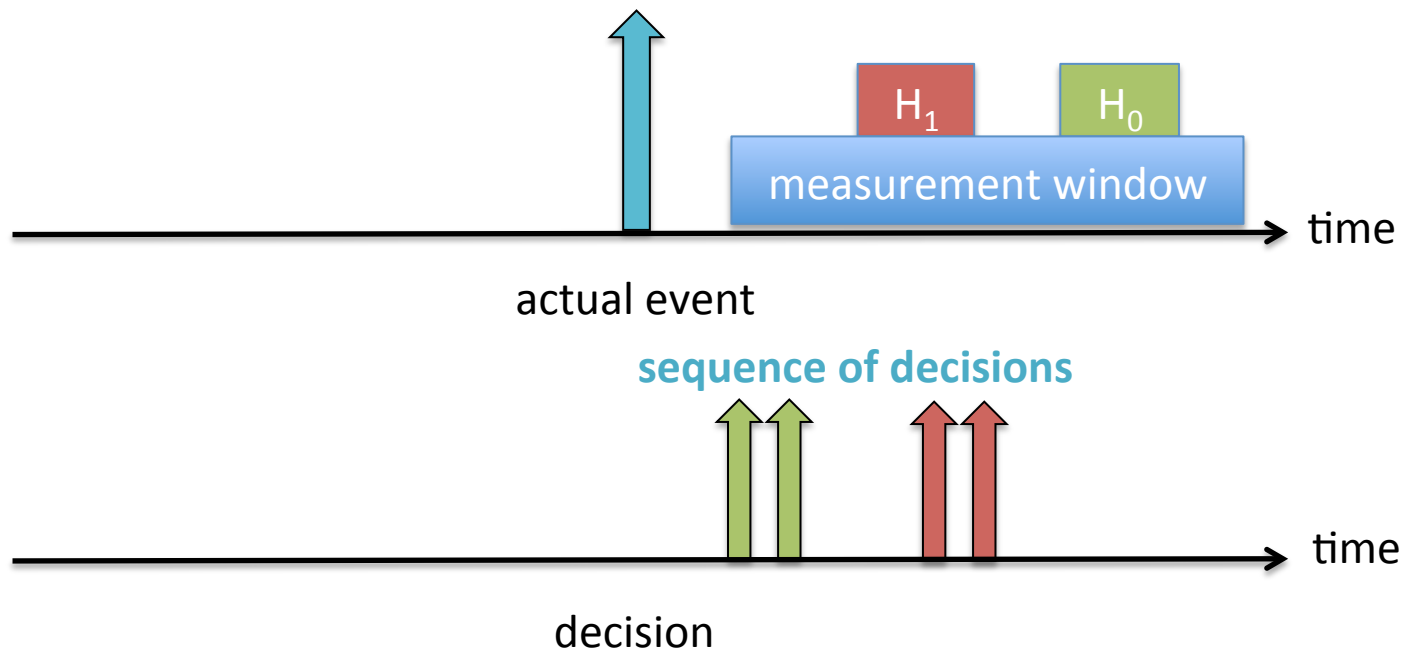 H₁
H₀
measurement window
time
actual event
sequence of decisions
time
decision